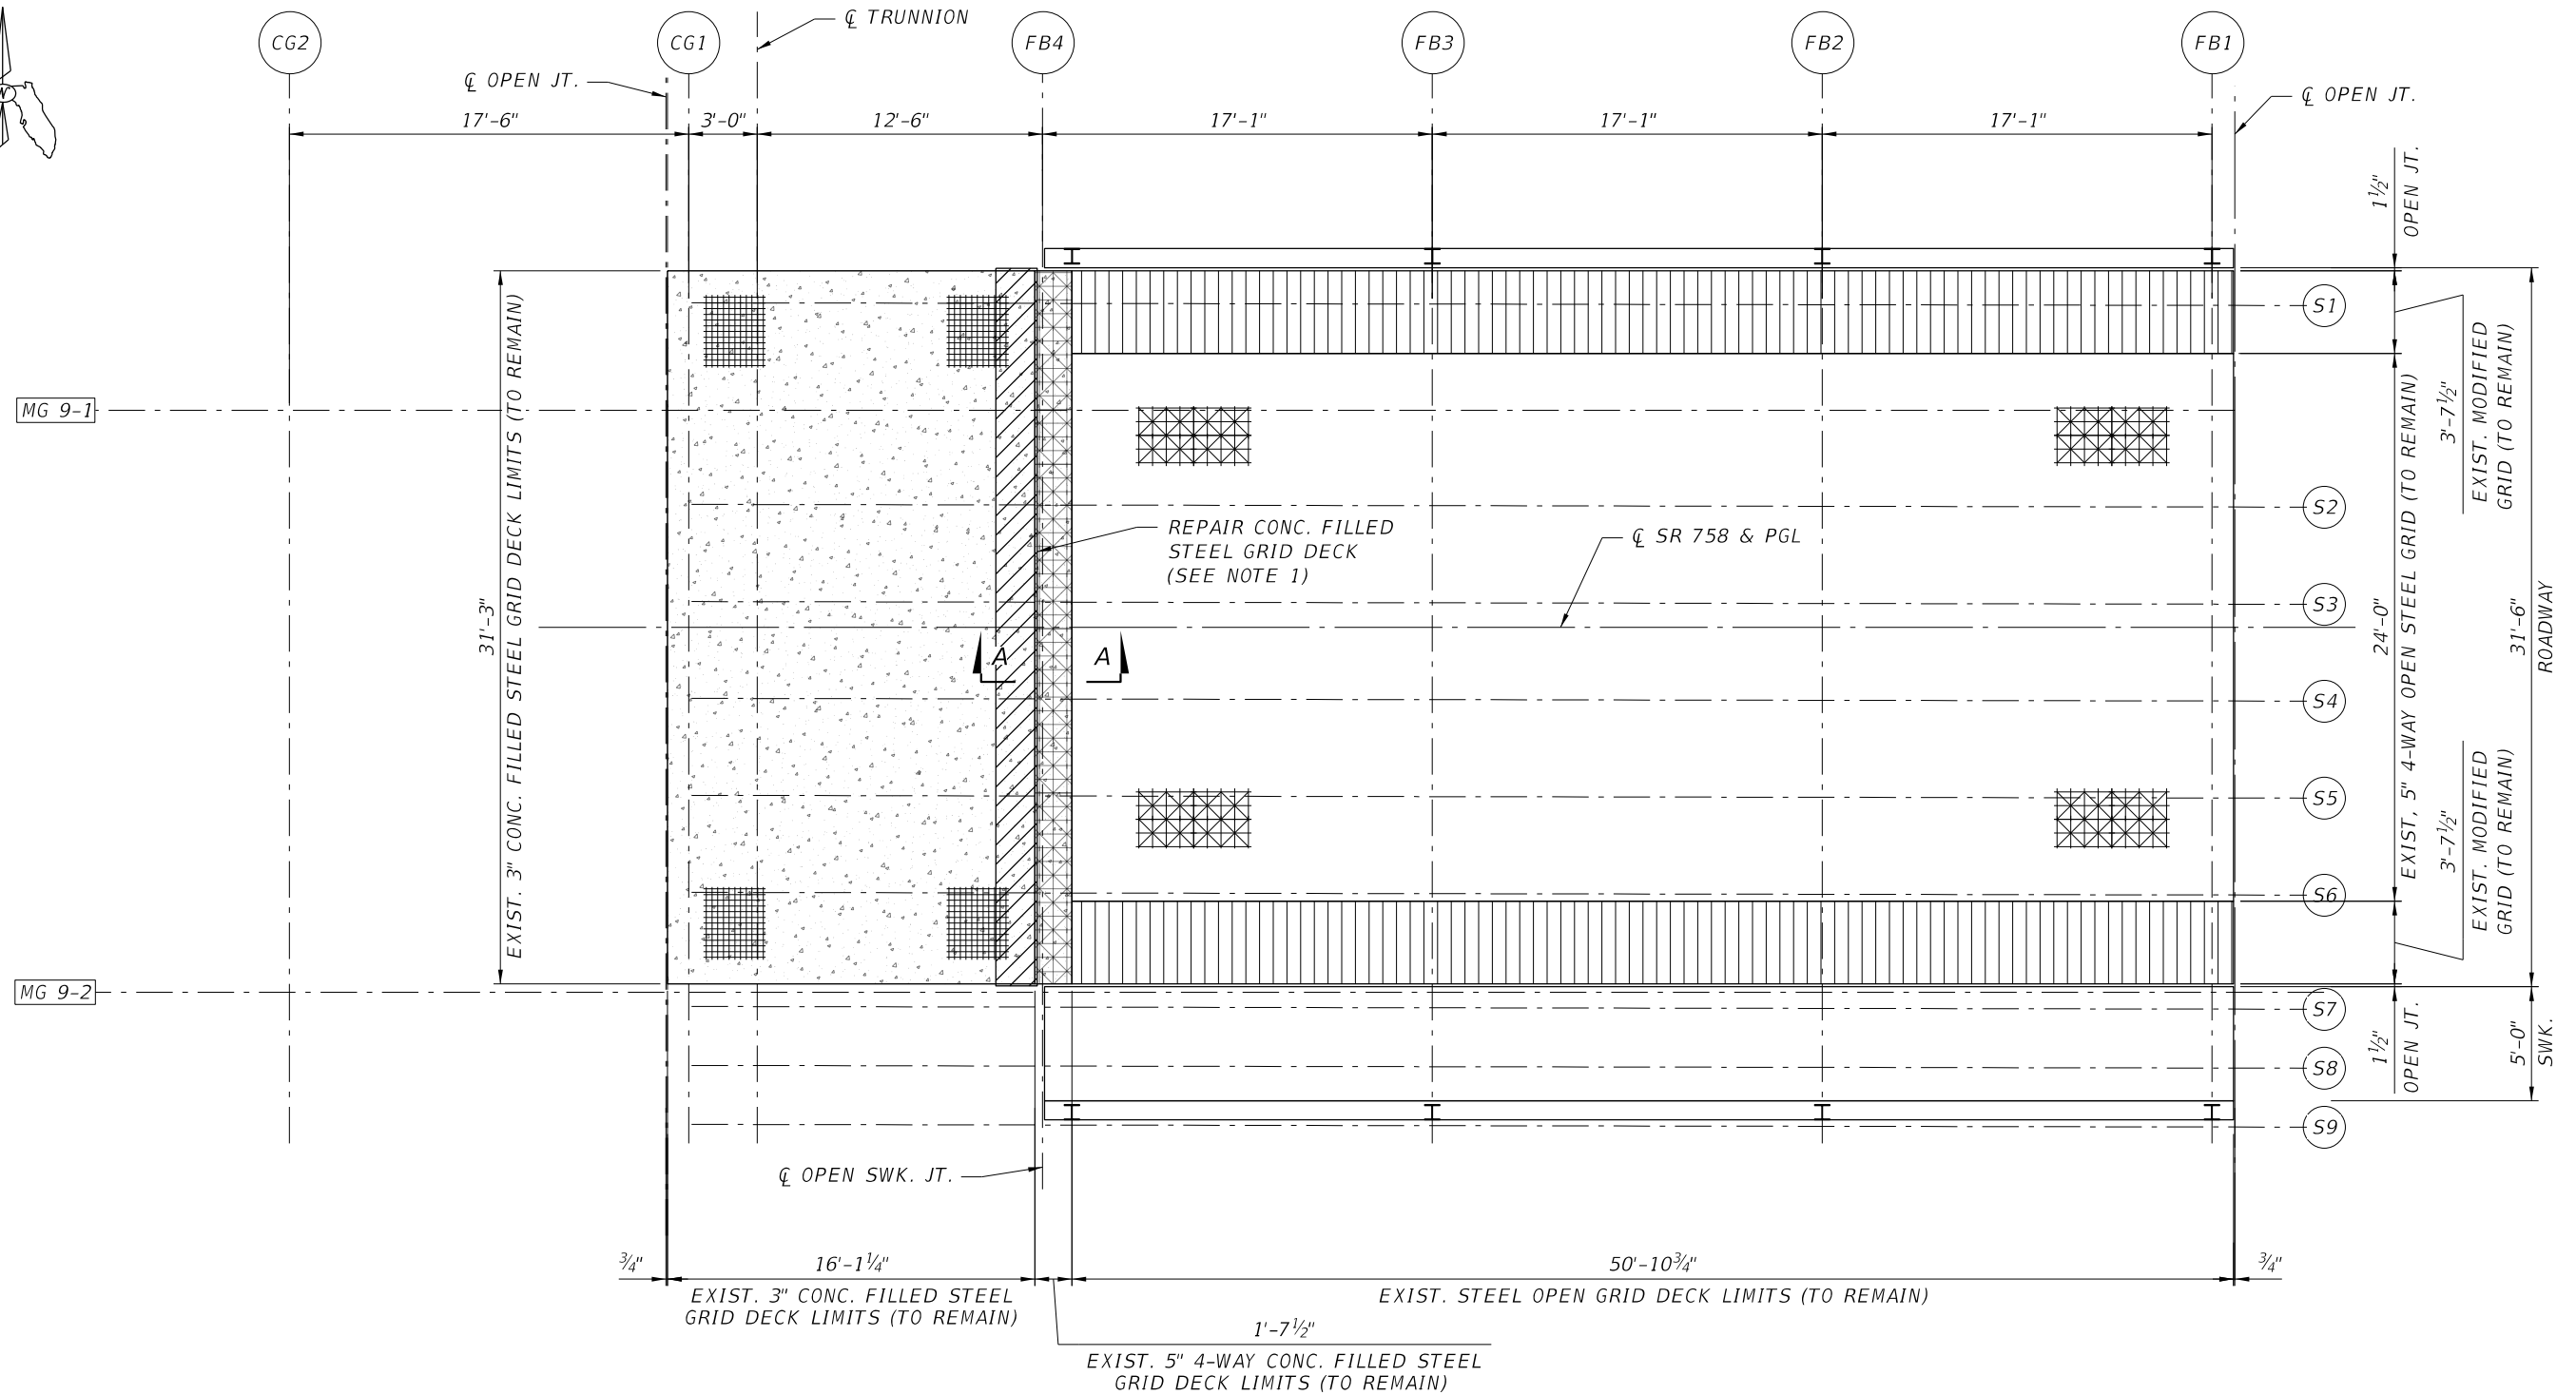 CG2
CG1
℄ TRUNNION
FB4
FB3
FB2
FB1
℄ OPEN JT.
℄ OPEN JT.
17'-6"
3'-0"
12'-6"
17'-1"
17'-1"
17'-1"
1½"
OPEN JT.
N
S1
S2
S3
S4
S5
S6
S7
S8
S9
MG 9-1
MG 9-2
31'-3"
EXIST. 3" CONC. FILLED STEEL GRID DECK LIMITS (TO REMAIN)
REPAIR CONC. FILLED
STEEL GRID DECK
(SEE NOTE 1)
℄ SR 758 & PGL
A
A
3'-7½"
EXIST. MODIFIED
GRID (TO REMAIN)
24'-0"
EXIST, 5" 4-WAY OPEN STEEL GRID (TO REMAIN)
3'-7½"
EXIST. MODIFIED
GRID (TO REMAIN)
31'-6"
ROADWAY
1½"
OPEN JT.
5'-0"
SWK.
℄ OPEN SWK. JT.
¾"
16'-1¼"
EXIST. 3" CONC. FILLED STEEL
GRID DECK LIMITS (TO REMAIN)
50'-10¾"
EXIST. STEEL OPEN GRID DECK LIMITS (TO REMAIN)
¾"
1'-7½"
EXIST. 5" 4-WAY CONC. FILLED STEEL
GRID DECK LIMITS (TO REMAIN)